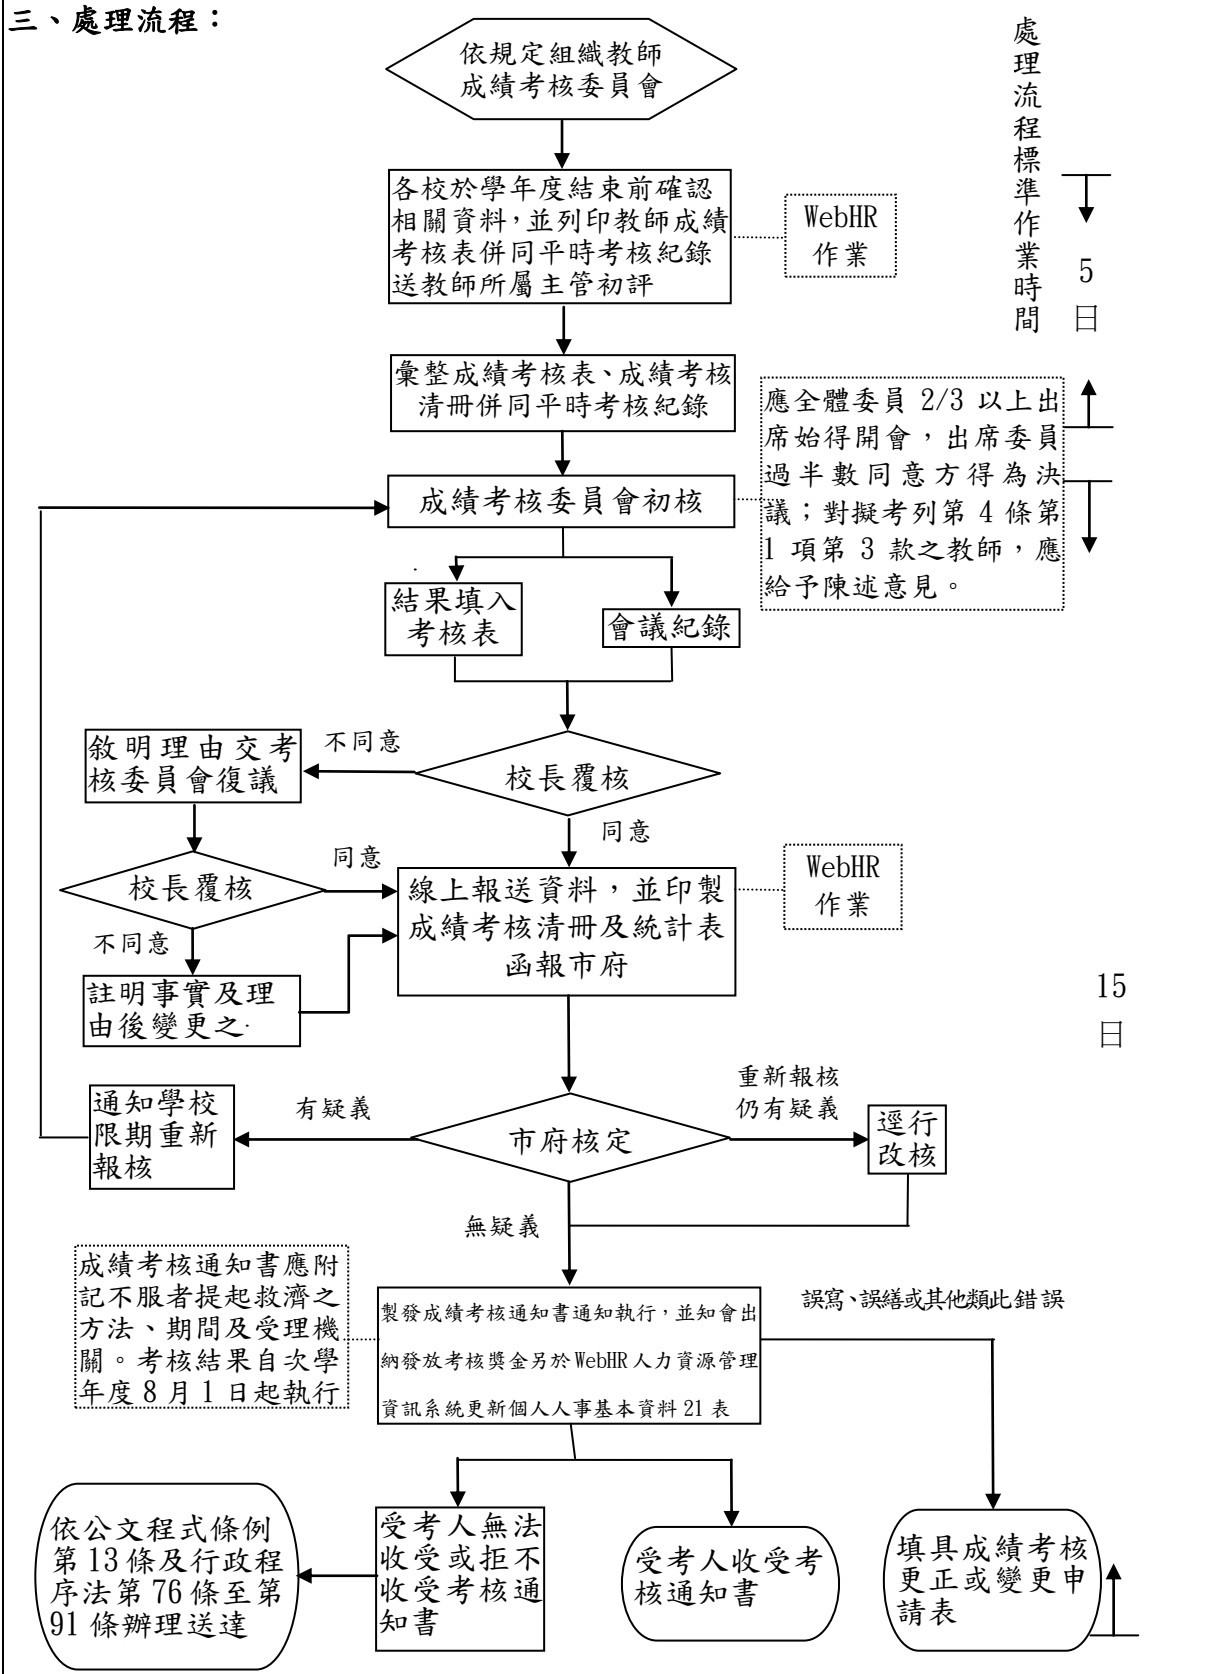 三、處理流程：
處理流程標準作業時間
依規定組織教師
成績考核委員會
各校於學年度結束前確認
相關資料，並列印教師成績
考核表併同平時考核紀錄
送教師所屬主管初評
WebHR
作業
5
日
彙整成績考核表、成績考核
清冊併同平時考核紀錄
應全體委員 2/3 以上出
席始得開會，出席委員
過半數同意方得為決
議；對擬考列第 4 條第
1 項第 3 款之教師，應
給予陳述意見。
成績考核委員會初核
結果填入
考核表
會議紀錄
校長覆核
不同意
敘明理由交考
核委員會復議
同意
校長覆核
同意
線上報送資料，並印製
成績考核清冊及統計表
函報市府
WebHR
作業
不同意
註明事實及理
由後變更之
15
日
市府核定
有疑義
通知學校
限期重新
報核
重新報核
仍有疑義
逕行
改核
無疑義
成績考核通知書應附
記不服者提起救濟之
方法、期間及受理機
關。考核結果自次學
年度 8 月 1 日起執行
製發成績考核通知書通知執行，並知會出
納發放考核獎金另於 WebHR 人力資源管理
資訊系統更新個人人事基本資料 21 表
誤寫、誤繕或其他類此錯誤
依公文程式條例
第 13 條及行政程
序法第 76 條至第
91 條辦理送達
受考人無法
收受或拒不
收受考核通
知書
受考人收受考
核通知書
填具成績考核
更正或變更申
請表